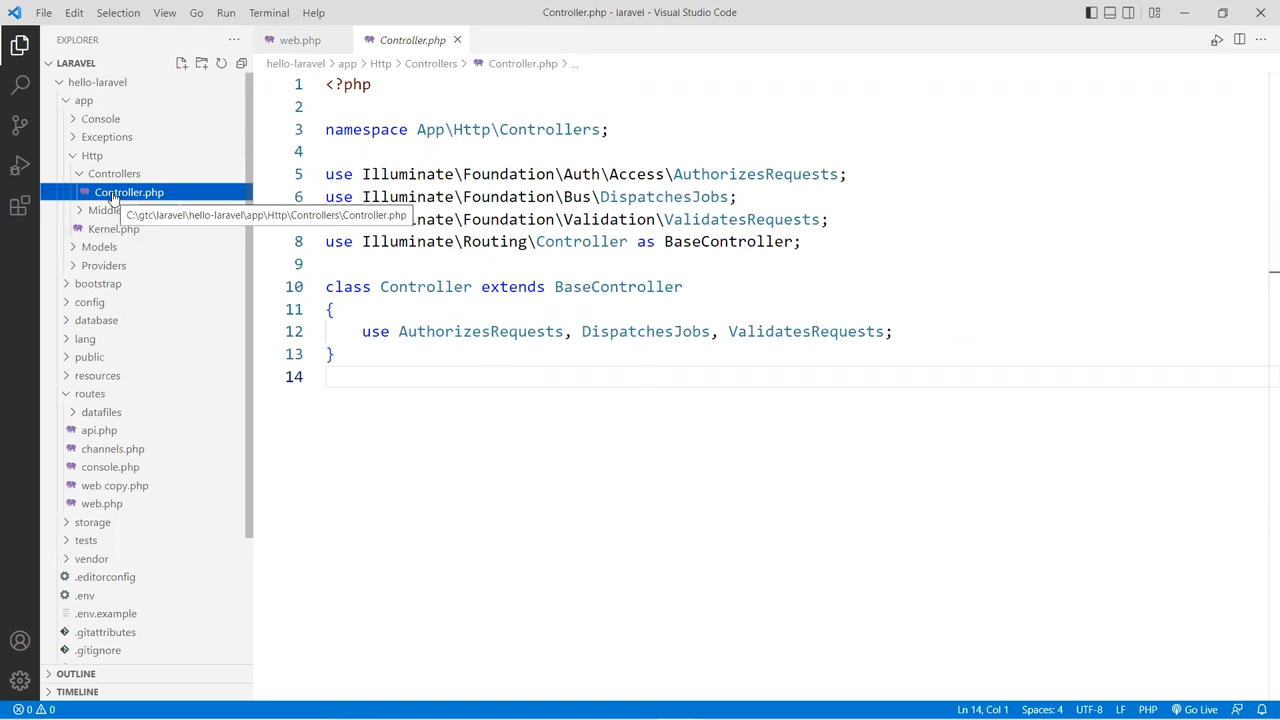 File Edit Selection View Go Run Terminal Help
Controller.php - laravel - Visual Studio Code
EXPLORER
LARAVEL
hello-laravel
app
Console
Exceptions
Http
Controllers
Controller.php
Middle
Kernel.php
Models
Providers
bootstrap
config
database
lang
public
resources
routes
datafiles
api.php
channels.php
console.php
web copy.php
web.php
storage
tests
vendor
.editorconfig
.env
.env.example
.gitattributes
.gitignore
OUTLINE
TIMELINE
C:\gtc\laravel\hello-laravel\app\Http\Controllers\Controller.php
web.php
Controller.php
hello-laravel > app > Http > Controllers > Controller.php > ...
1 <?php
2
3 namespace App\Http\Controllers;
4
5 use Illuminate\Foundation\Auth\Access\AuthorizesRequests;
6 use Illuminate\Foundation\Bus\DispatchesJobs;
minate\Foundation\Validation\ValidatesRequests;
8 use Illuminate\Routing\Controller as BaseController;
9
10 class Controller extends BaseController
11 {
12 use AuthorizesRequests, DispatchesJobs, ValidatesRequests;
13 }
14
0 0
Ln 14, Col 1 Spaces: 4 UTF-8 LF PHP Go Live